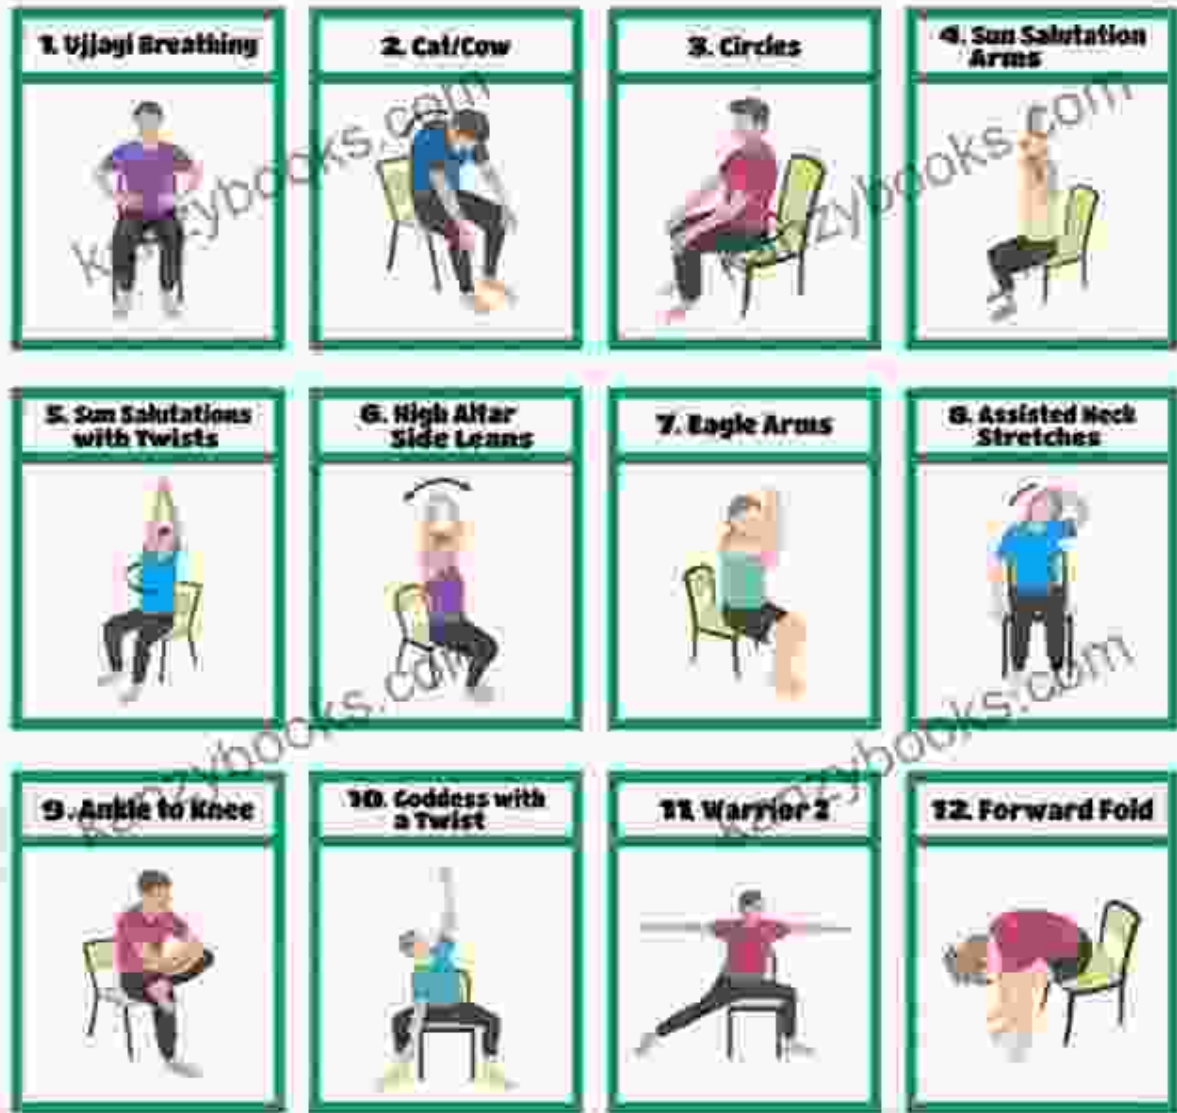 1. Ujjayi Breathing
2. Cat/Cow
3. Circles
4. Sun Salutation
Arms
5. Sun Salutations
with Twists
6. High Altar
Side Leans
7. Eagle Arms
8. Assisted Neck
Stretches
9. Ankle to Knee
10. Goddess with
a Twist
11. Warrior 2
12. Forward Fold